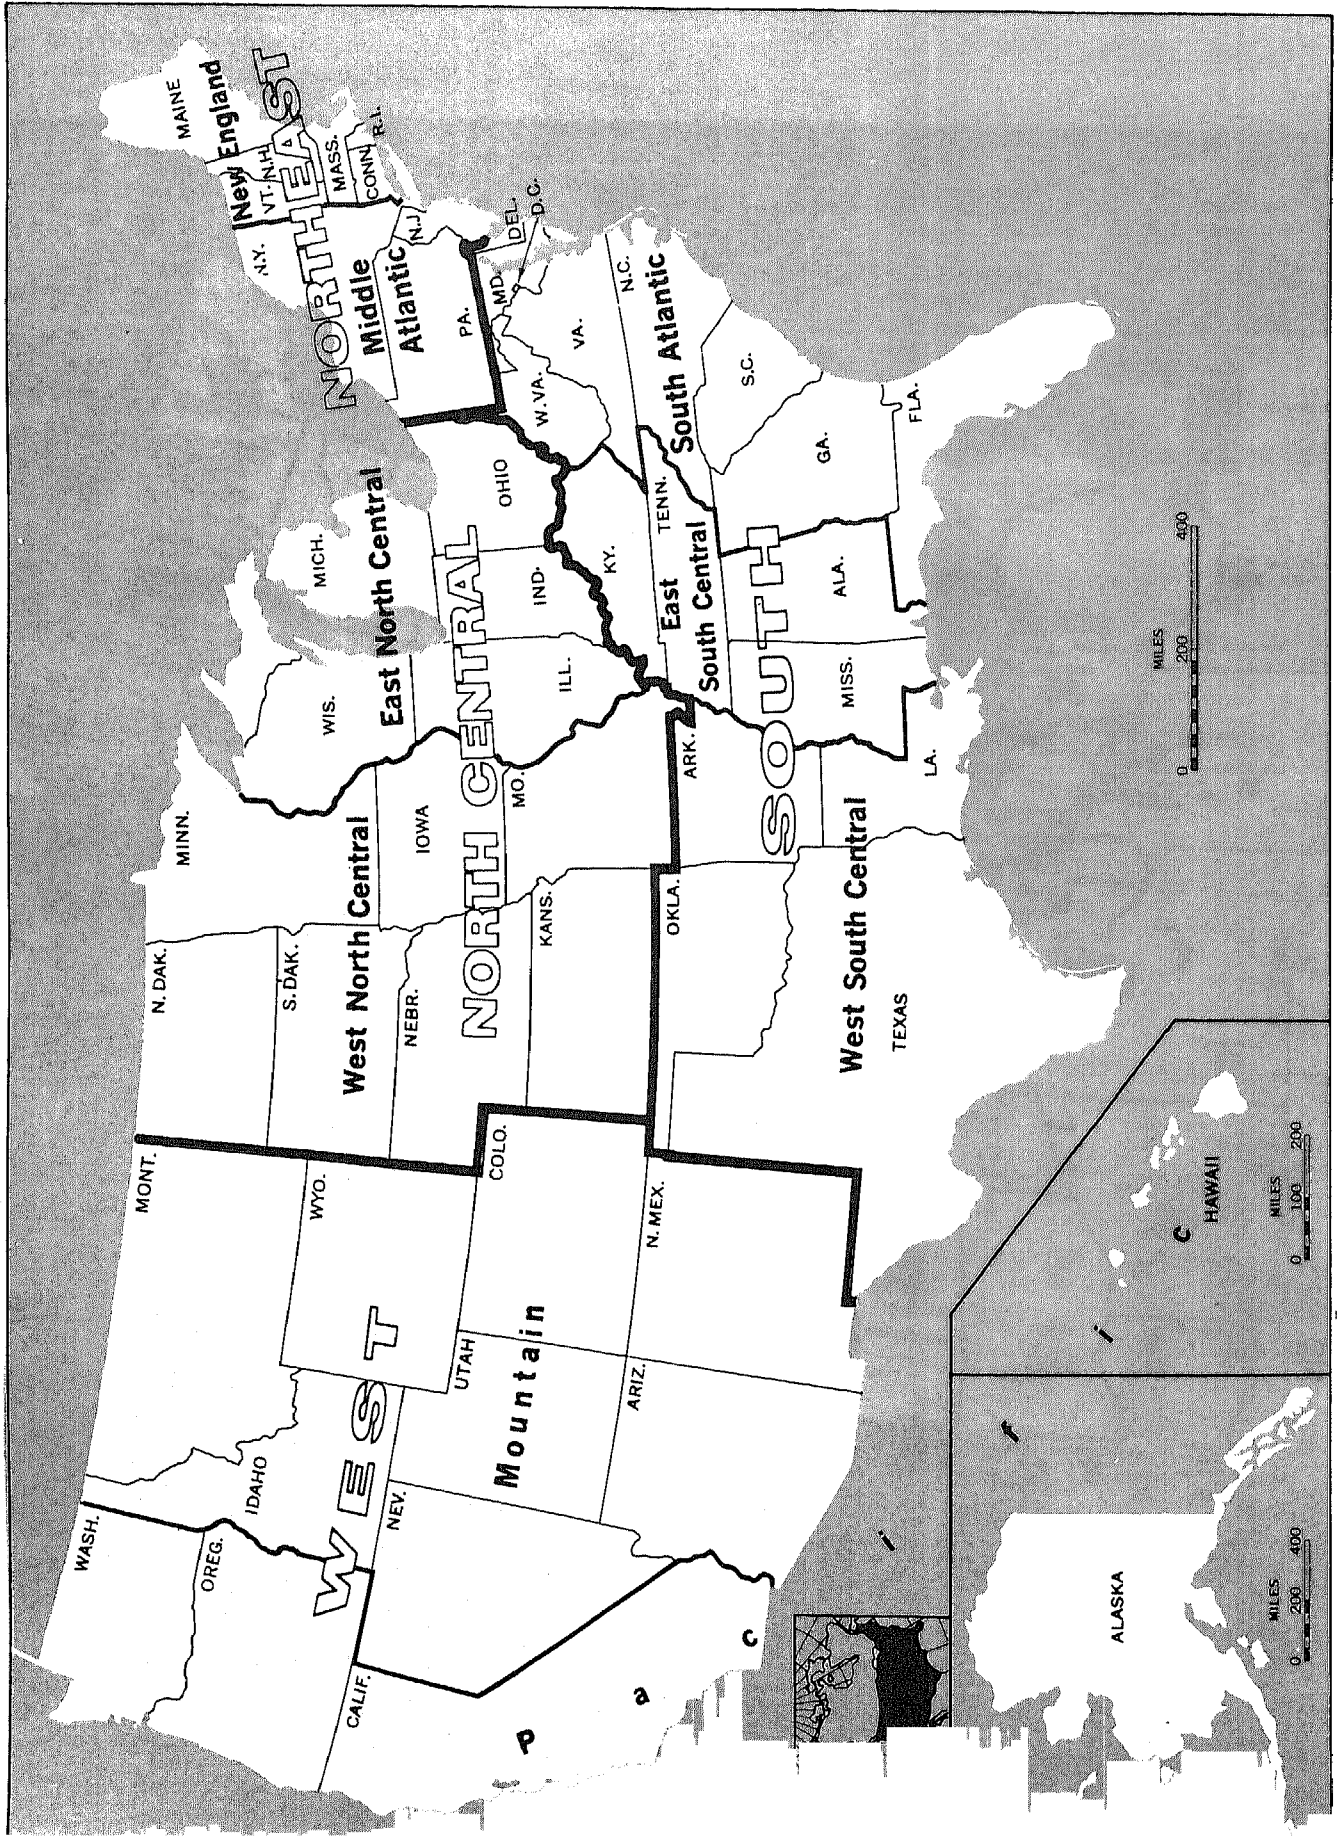 WEST
NORTH CENTRAL
NORTHEAST
SOUTH
Pacific
Mountain
West North Central
East North Central
Middle
Atlantic
New England
West South Central
East
South Central
South Atlantic
WASH.
OREG.
CALIF.
IDAHO
NEV.
MONT.
WYO.
UTAH
COLO.
ARIZ.
N. MEX.
N. DAK.
S. DAK.
NEBR.
KANS.
MINN.
IOWA
MO.
WIS.
ILL.
MICH.
IND.
OHIO
N.Y.
PA.
N.J.
MAINE
VT.
N.H.
MASS.
CONN.
R.I.
DEL.
D.C.
MD.
VA.
W.VA.
N.C.
S.C.
GA.
FLA.
KY.
TENN.
ALA.
MISS.
ARK.
LA.
OKLA.
TEXAS
ALASKA
MILES
0 200 400
HAWAII
MILES
0 100 200
MILES
0 200 400